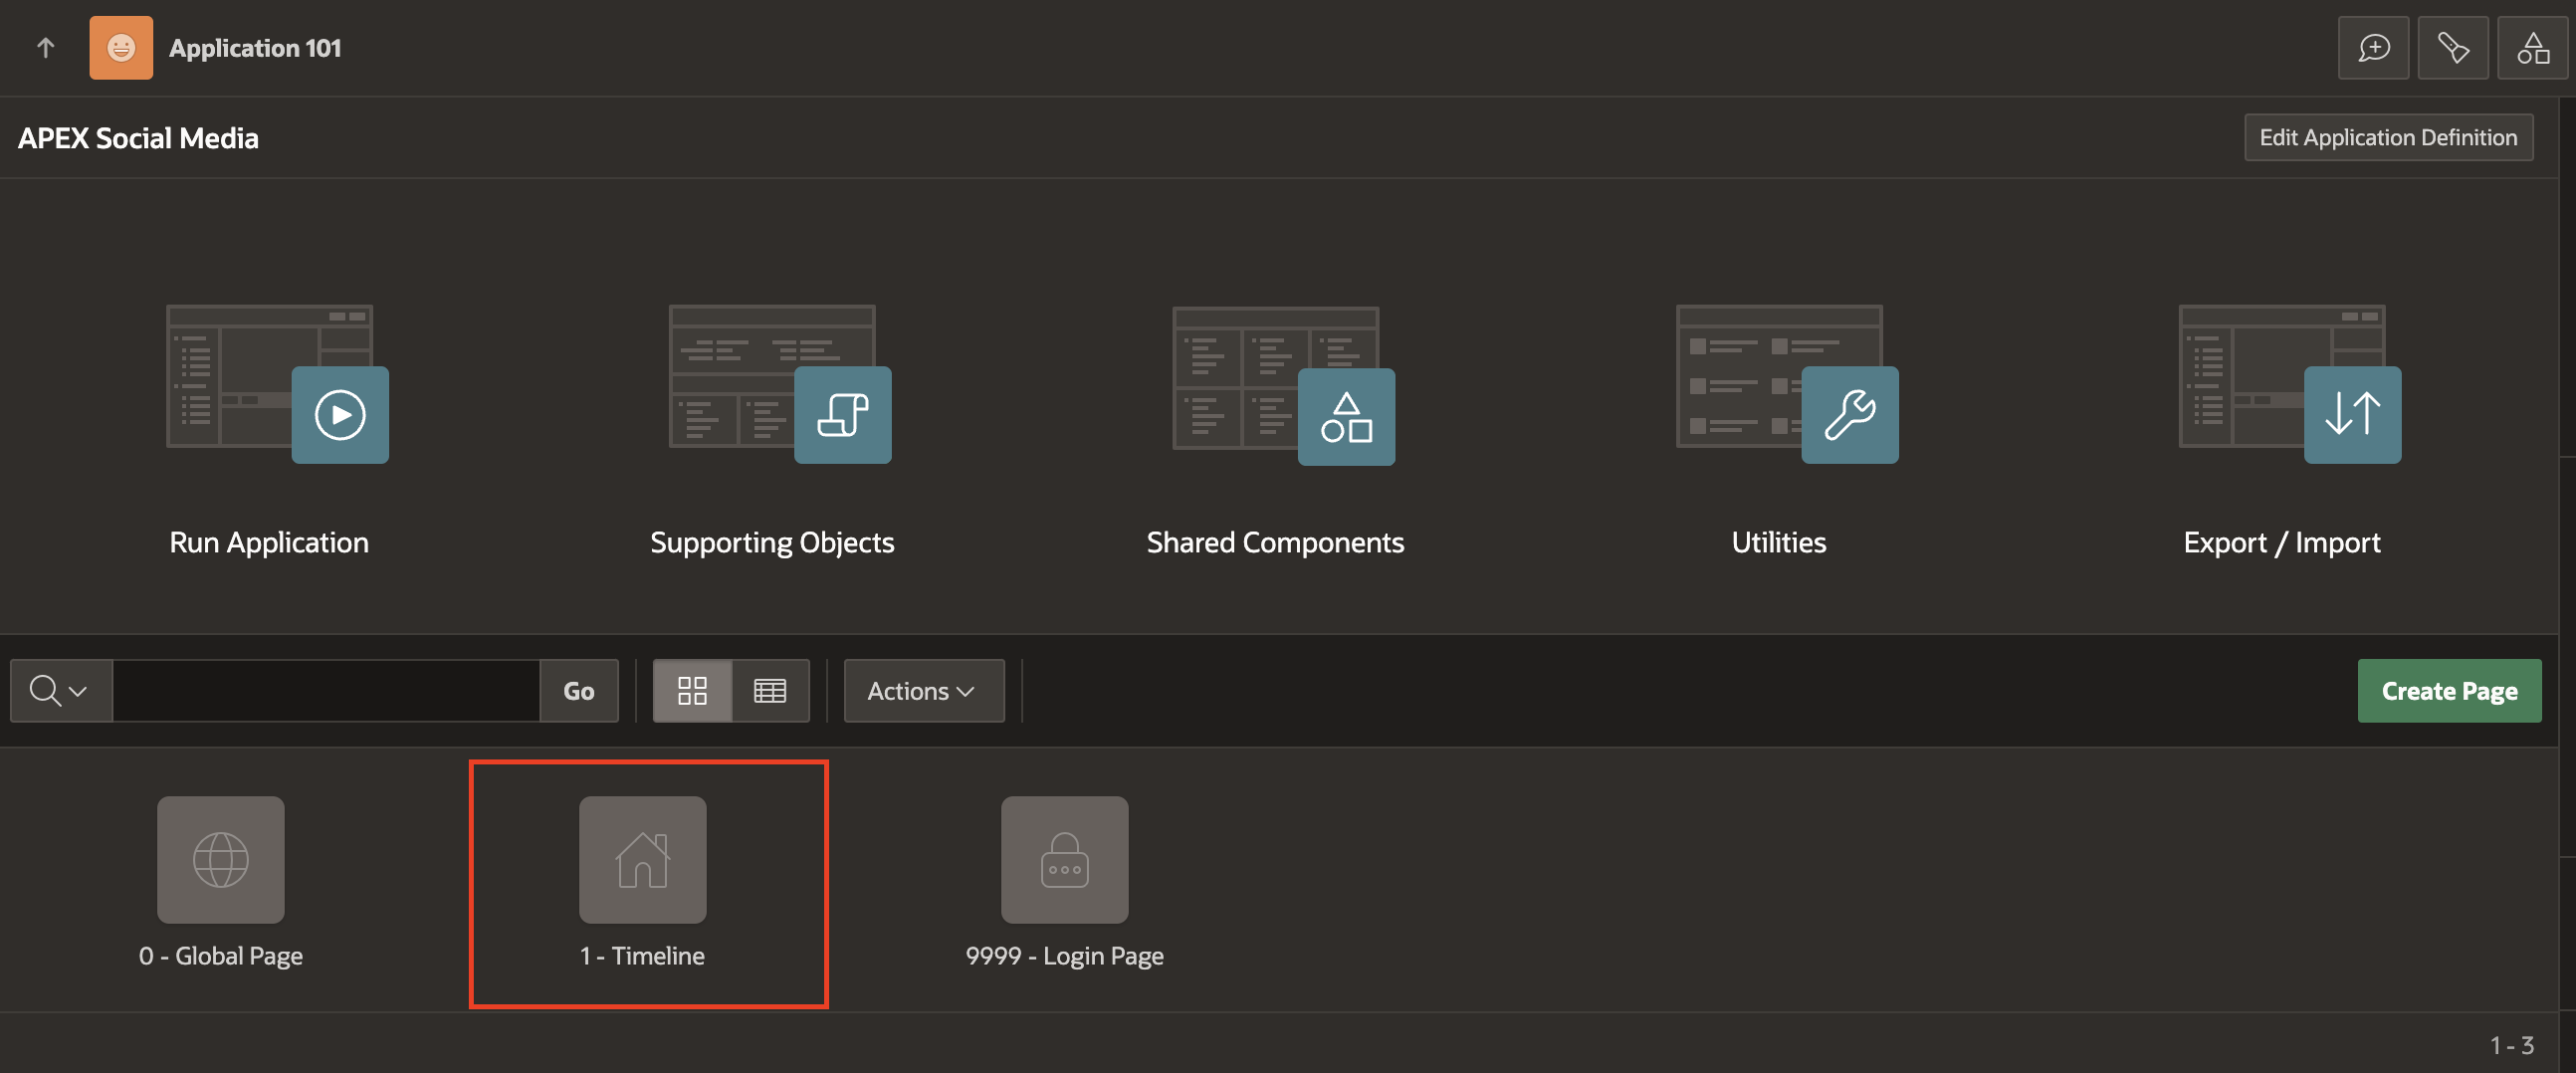 Application 101
APEX Social Media
Edit Application Definition
Run Application
Supporting Objects
Shared Components
Utilities
Export / Import
Go
Actions
Create Page
0 - Global Page
1 - Timeline
9999 - Login Page
1 - 3